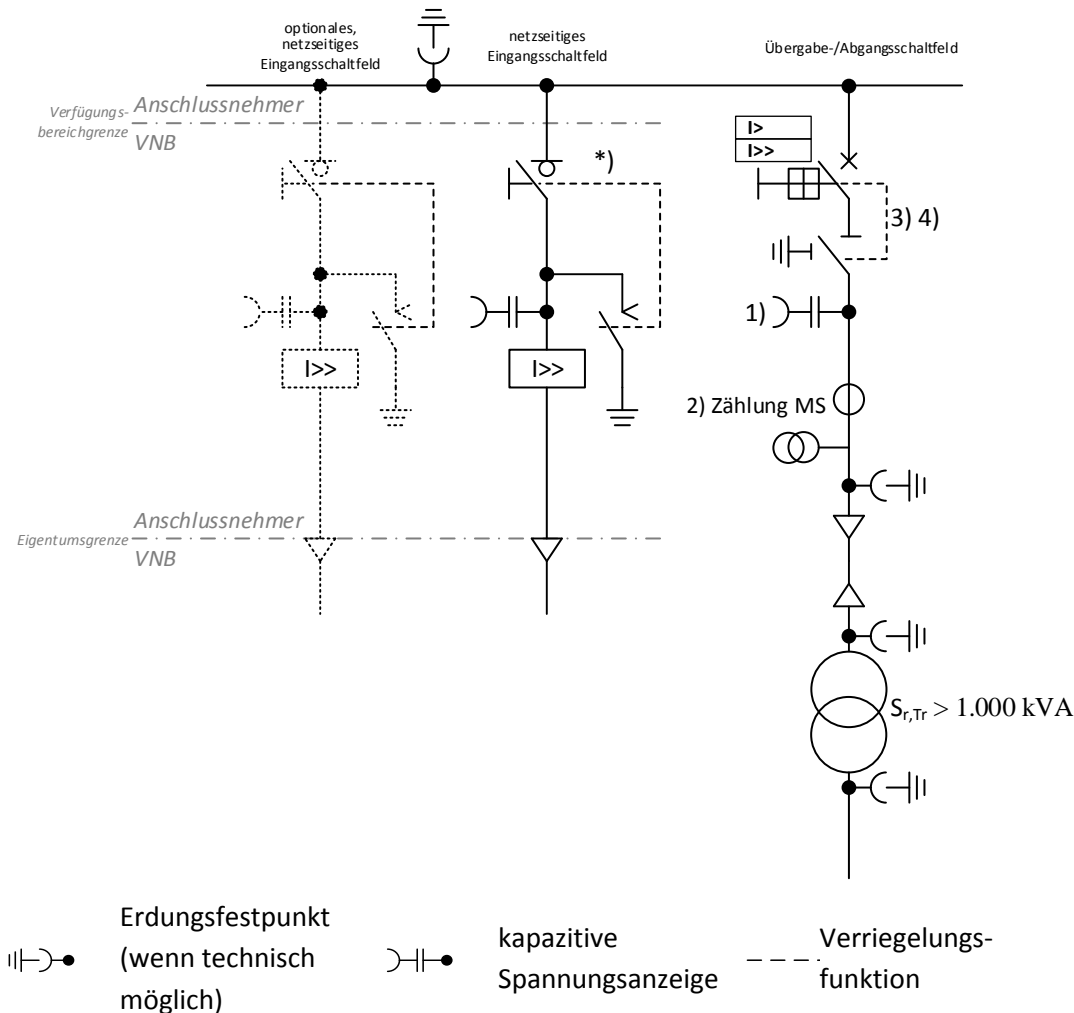 optionales,
netzseitiges
Eingangsschaltfeld
netzseitiges
Eingangsschaltfeld
Übergabe-/Abgangsschaltfeld
Verfügungs-
bereichgrenze
Anschlussnehmer
VNB
*)
I>
I>>
3) 4)
1)
I>>
I>>
2) Zählung MS
Eigentumsgrenze
Anschlussnehmer
VNB
Sr,Tr > 1.000 kVA
Erdungsfestpunkt
(wenn technisch
möglich)
kapazitive
Spannungsanzeige
Verriegelungs-
funktion